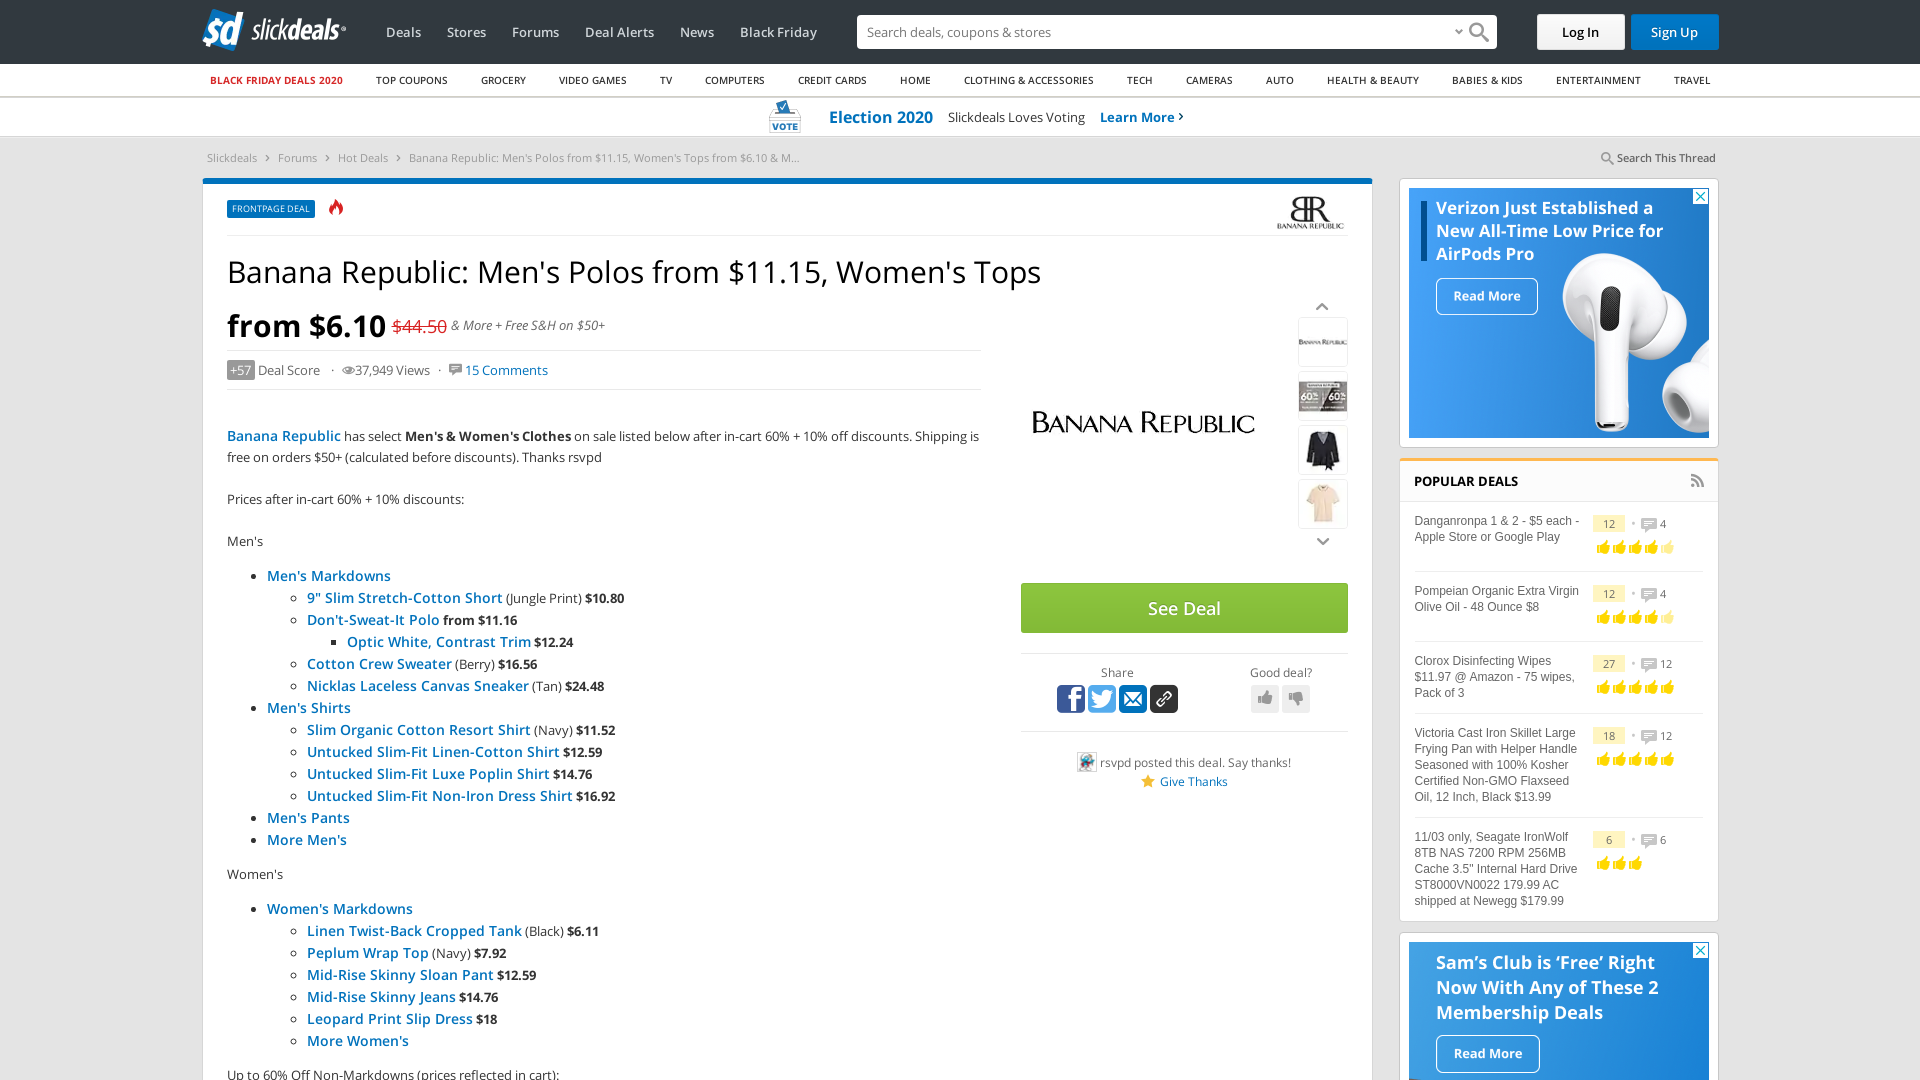 slickdeals
Deals
Stores
Forums
Deal Alerts
News
Black Friday
Search deals, coupons & stores
Log In
Sign Up
BLACK FRIDAY DEALS 2020
TOP COUPONS
GROCERY
VIDEO GAMES
TV
COMPUTERS
CREDIT CARDS
HOME
CLOTHING & ACCESSORIES
TECH
CAMERAS
AUTO
HEALTH & BEAUTY
BABIES & KIDS
ENTERTAINMENT
TRAVEL
VOTE
Election 2020 Slickdeals Loves Voting Learn More
Slickdeals > Forums > Hot Deals > Banana Republic: Men's Polos from $11.15, Women's Tops from $6.10 & M...
Search This Thread
FRONTPAGE DEAL
BR
BANANA REPUBLIC
Banana Republic: Men's Polos from $11.15, Women's Tops
from $6.10 $44.50 & More + Free S&H on $50+
+57 Deal Score · 37,949 Views · 15 Comments
Banana Republic has select Men's & Women's Clothes on sale listed below after in-cart 60% + 10% off discounts. Shipping is
free on orders $50+ (calculated before discounts). Thanks rsvpd
Prices after in-cart 60% + 10% discounts:
Men's
Men's Markdowns
9" Slim Stretch-Cotton Short (Jungle Print) $10.80
Don't-Sweat-It Polo from $11.16
Optic White, Contrast Trim $12.24
Cotton Crew Sweater (Berry) $16.56
Nicklas Laceless Canvas Sneaker (Tan) $24.48
Men's Shirts
Slim Organic Cotton Resort Shirt (Navy) $11.52
Untucked Slim-Fit Linen-Cotton Shirt $12.59
Untucked Slim-Fit Luxe Poplin Shirt $14.76
Untucked Slim-Fit Non-Iron Dress Shirt $16.92
Men's Pants
More Men's
Women's
Women's Markdowns
Linen Twist-Back Cropped Tank (Black) $6.11
Peplum Wrap Top (Navy) $7.92
Mid-Rise Skinny Sloan Pant $12.59
Mid-Rise Skinny Jeans $14.76
Leopard Print Slip Dress $18
More Women's
Up to 60% Off Non-Markdowns (prices reflected in cart):
BANANA REPUBLIC
BANANA REPUBLIC
60% 60%
See Deal
Share
Good deal?
rsvpd posted this deal. Say thanks!
Give Thanks
Verizon Just Established a
New All-Time Low Price for
AirPods Pro
Read More
POPULAR DEALS
Danganronpa 1 & 2 - $5 each -
Apple Store or Google Play
12 • 4
Pompeian Organic Extra Virgin
Olive Oil - 48 Ounce $8
12 • 4
Clorox Disinfecting Wipes
$11.97 @ Amazon - 75 wipes,
Pack of 3
27 • 12
Victoria Cast Iron Skillet Large
Frying Pan with Helper Handle
Seasoned with 100% Kosher
Certified Non-GMO Flaxseed
Oil, 12 Inch, Black $13.99
18 • 12
11/03 only, Seagate IronWolf
8TB NAS 7200 RPM 256MB
Cache 3.5" Internal Hard Drive
ST8000VN0022 179.99 AC
shipped at Newegg $179.99
6 • 6
Sam's Club is 'Free' Right
Now With Any of These 2
Membership Deals
Read More